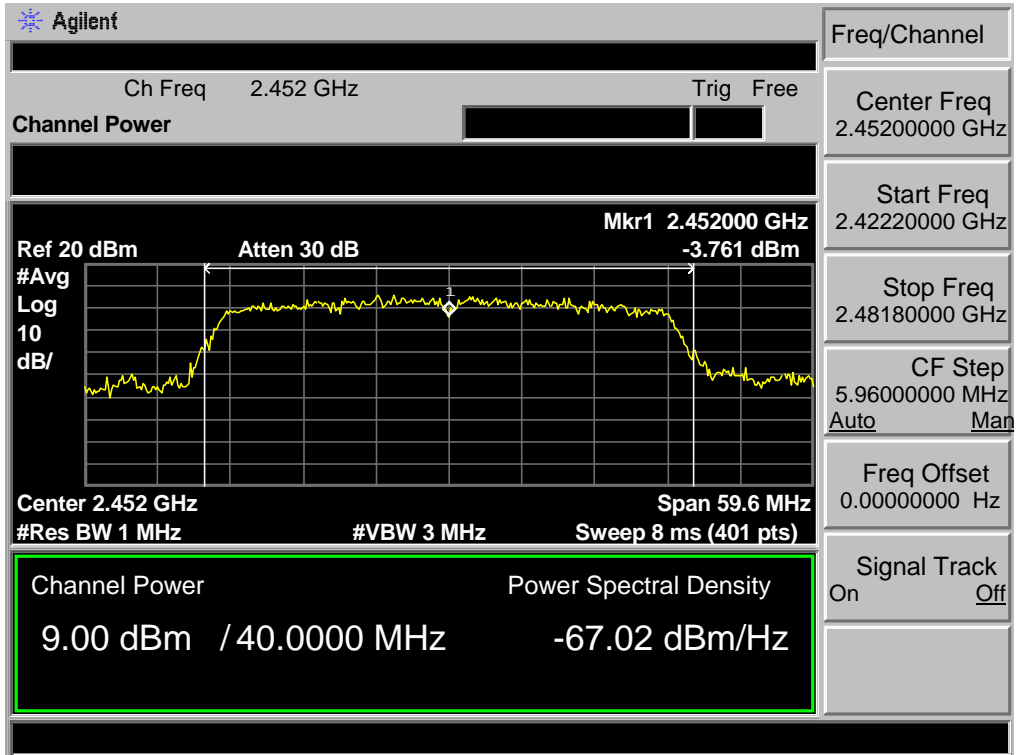 Agilent
Freq/Channel
Ch Freq 2.452 GHz Trig Free
Channel Power
Center Freq
2.45200000 GHz
Start Freq
2.42220000 GHz
Stop Freq
2.48180000 GHz
CF Step
5.96000000 MHz
Auto Man
Freq Offset
0.00000000 Hz
Signal Track
On Off
Mkr1 2.452000 GHz
Ref 20 dBm Atten 30 dB -3.761 dBm
#Avg
Log
10
dB/
1
Center 2.452 GHz Span 59.6 MHz
#Res BW 1 MHz #VBW 3 MHz Sweep 8 ms (401 pts)
Channel Power Power Spectral Density
9.00 dBm / 40.0000 MHz -67.02 dBm/Hz